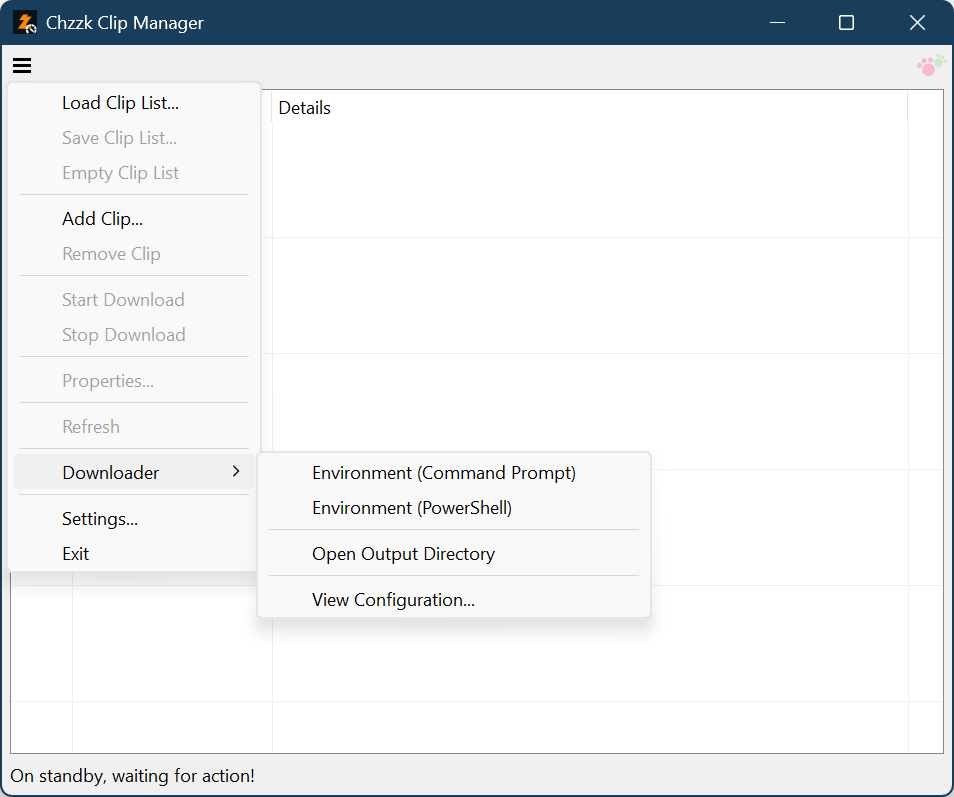 Chzzk Clip Manager
Details
Load Clip List...
Save Clip List...
Empty Clip List
Add Clip...
Remove Clip
Start Download
Stop Download
Properties...
Refresh
Downloader
Settings...
Exit
Environment (Command Prompt)
Environment (PowerShell)
Open Output Directory
View Configuration...
On standby, waiting for action!